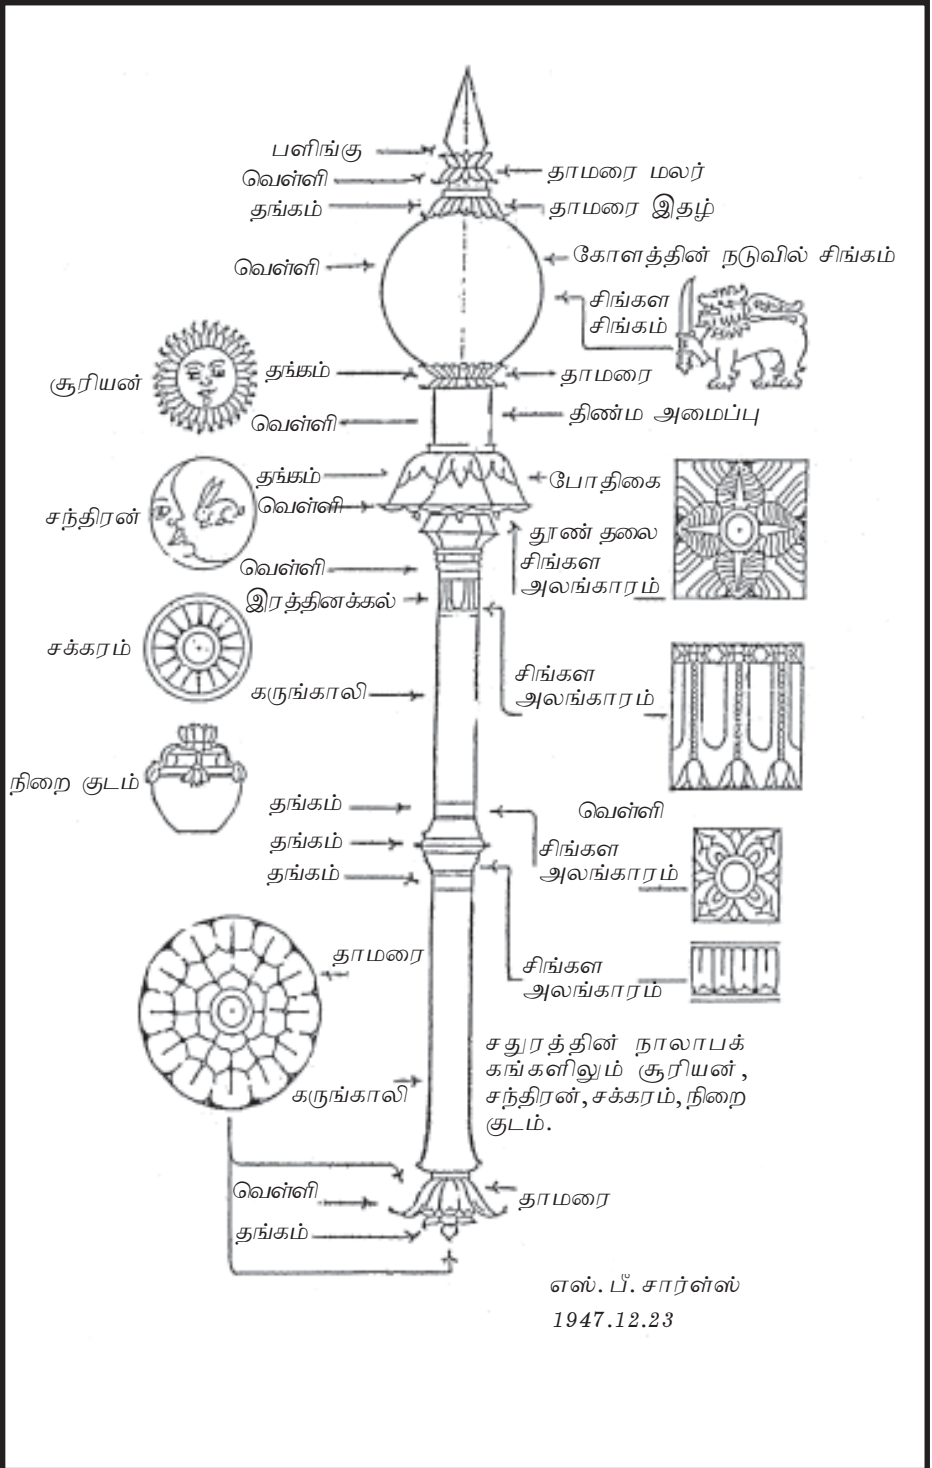 பளிங்கு
தாமரை மலர்
வெள்ளி
தங்கம்
தாமரை இதழ்
கோளத்தின் நடுவில் சிங்கம்
வெள்ளி
சிங்கள
சிங்கம்
தங்கம்
தாமரை
சூரியன்
திண்ம அமைப்பு
வெள்ளி
தங்கம்
போதிகை
வெள்ளி
சந்திரன்
தூண் தலை
சிங்கள
அலங்காரம்
வெள்ளி
இரத்தினக்கல்
சக்கரம்
சிங்கள
அலங்காரம்
கருங்காலி
நிறை குடம்
தங்கம்
வெள்ளி
தங்கம்
சிங்கள
அலங்காரம்
தங்கம்
தாமரை
சிங்கள
அலங்காரம்
சதுரத்தின் நாலாபக்
கங்களிலும் சூரியன்,
சந்திரன், சக்கரம், நிறை
குடம்.
கருங்காலி
வெள்ளி
தாமரை
தங்கம்
எஸ். பீ. சார்ள்ஸ்
1947.12.23